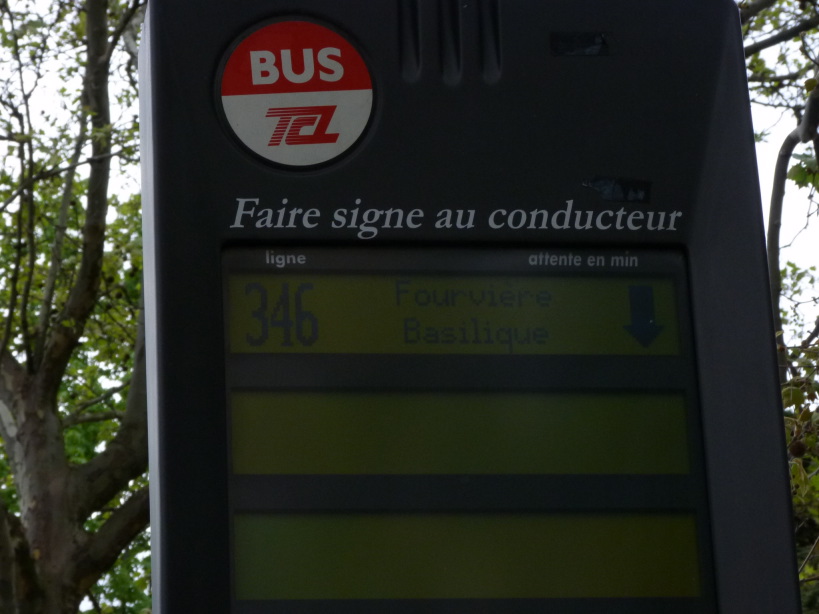 BUS
TCL
Faire signe au conducteur
ligne attente en min
346 Fourvière
Basilique